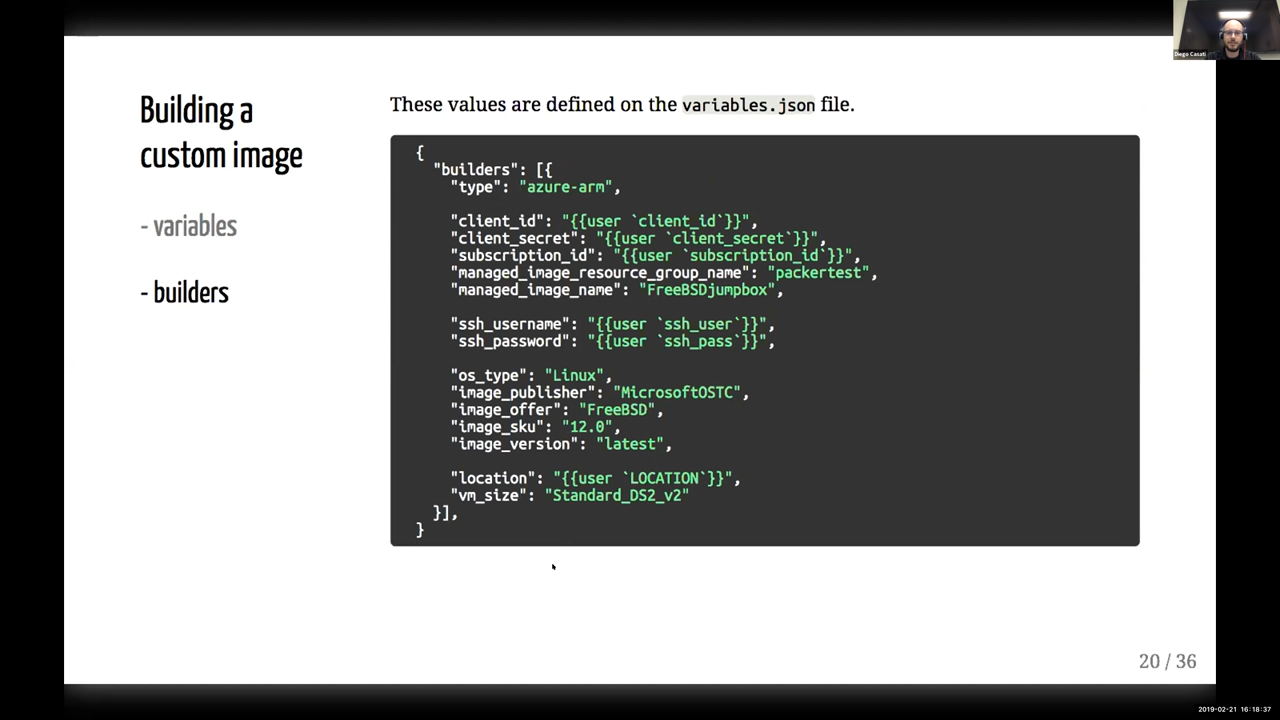 Diego Casati
Building a
custom image
- variables
- builders
These values are defined on the variables.json file.
{
"builders": [{
"type": "azure-arm",
"client_id": "{{user `client_id`}}",
"client_secret": "{{user `client_secret`}}",
"subscription_id": "{{user `subscription_id`}}",
"managed_image_resource_group_name": "packertest",
"managed_image_name": "FreeBSDjumpbox",
"ssh_username": "{{user `ssh_user`}}",
"ssh_password": "{{user `ssh_pass`}}",
"os_type": "Linux",
"image_publisher": "MicrosoftOSTC",
"image_offer": "FreeBSD",
"image_sku": "12.0",
"image_version": "latest",
"location": "{{user `LOCATION`}}",
"vm_size": "Standard_DS2_v2"
}],
}
20 / 36
2019-02-21 16:18:37